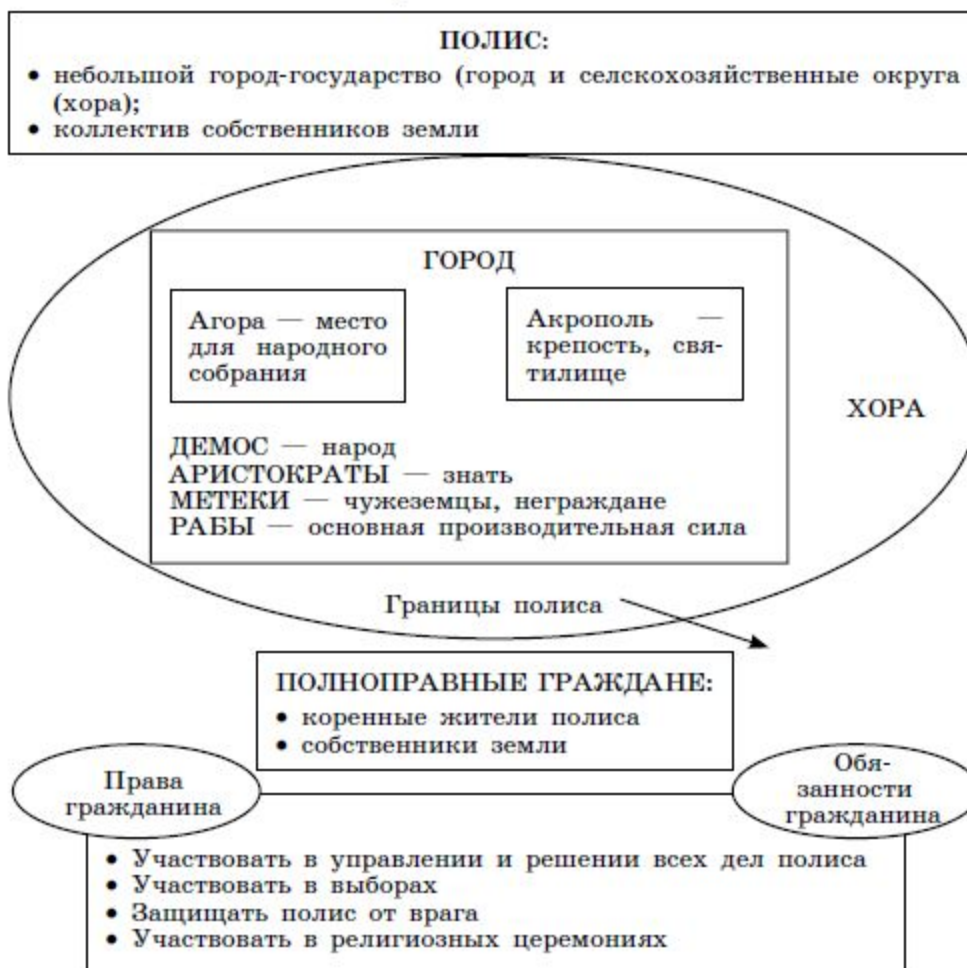 ПОЛИС:
• небольшой город-государство (город и селскохозяйственные округа
(хора);
• коллектив собственников земли
ГОРОД
Агора — место
для народного
собрания
Акрополь —
крепость, свя-
тилище
ХОРА
ДЕМОС — народ
АРИСТОКРАТЫ — знать
МЕТЕКИ — чужеземцы, неграждане
РАБЫ — основная производительная сила
Границы полиса
ПОЛНОПРАВНЫЕ ГРАЖДАНЕ:
• коренные жители полиса
• собственники земли
Права
гражданина
Обя-
занности
гражданина
• Участвовать в управлении и решении всех дел полиса
• Участвовать в выборах
• Защищать полис от врага
• Участвовать в религиозных церемониях